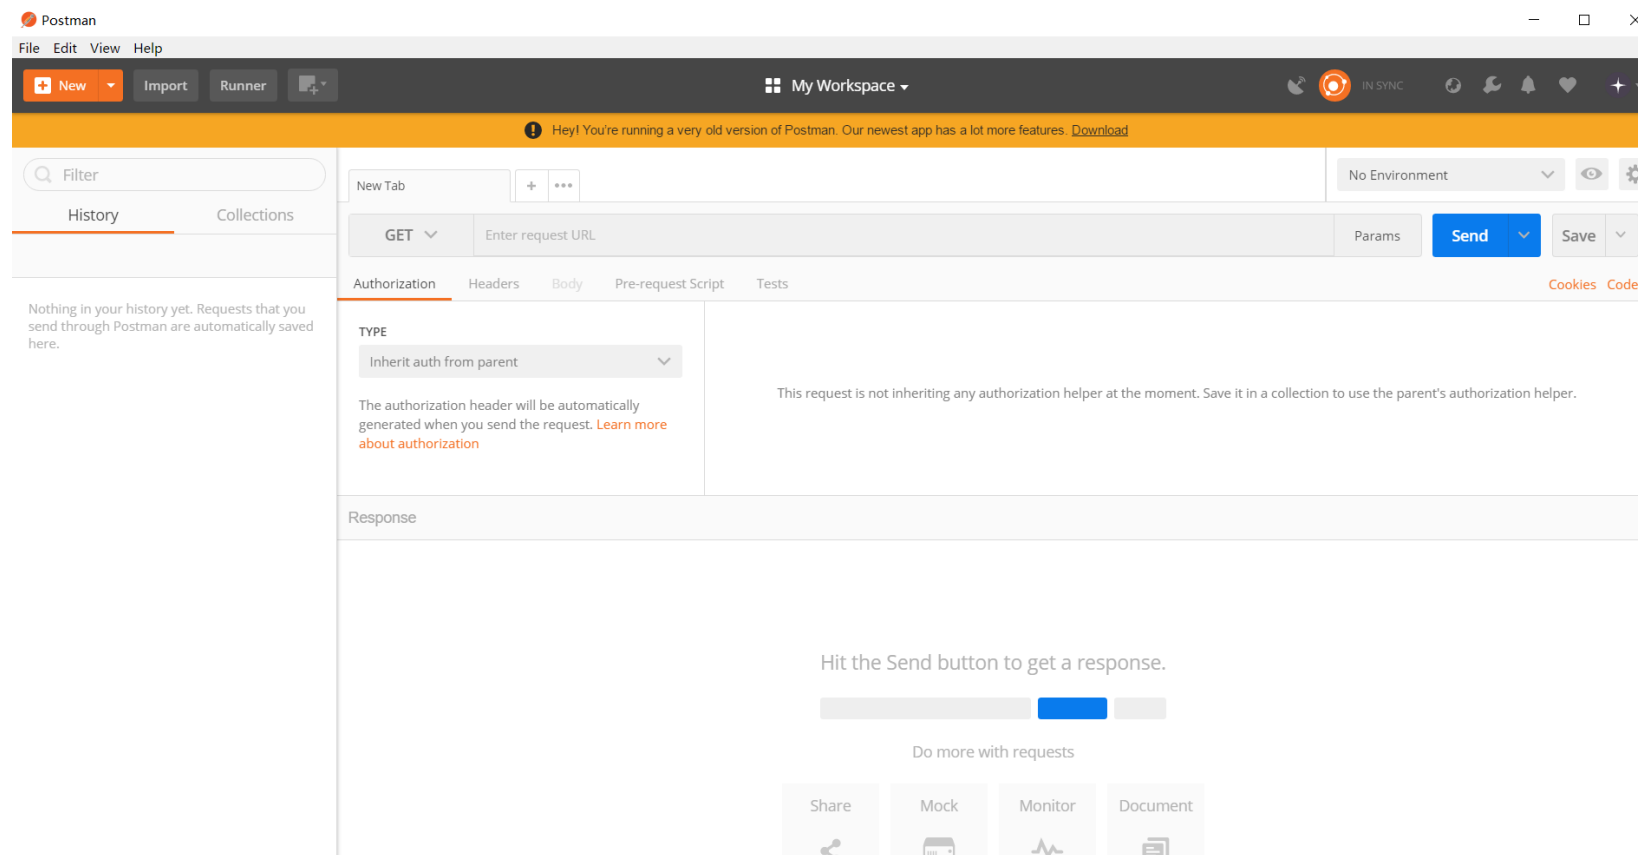 Postman
File Edit View Help
New Import Runner My Workspace IN SYNC
Hey! You're running a very old version of Postman. Our newest app has a lot more features. Download
Filter
History Collections
Nothing in your history yet. Requests that you
send through Postman are automatically saved
here.
New Tab + ••• No Environment
GET Enter request URL Params Send Save
Authorization Headers Body Pre-request Script Tests Cookies Code
TYPE
Inherit auth from parent
The authorization header will be automatically
generated when you send the request. Learn more
about authorization
This request is not inheriting any authorization helper at the moment. Save it in a collection to use the parent's authorization helper.
Response
Hit the Send button to get a response.
Do more with requests
Share Mock Monitor Document